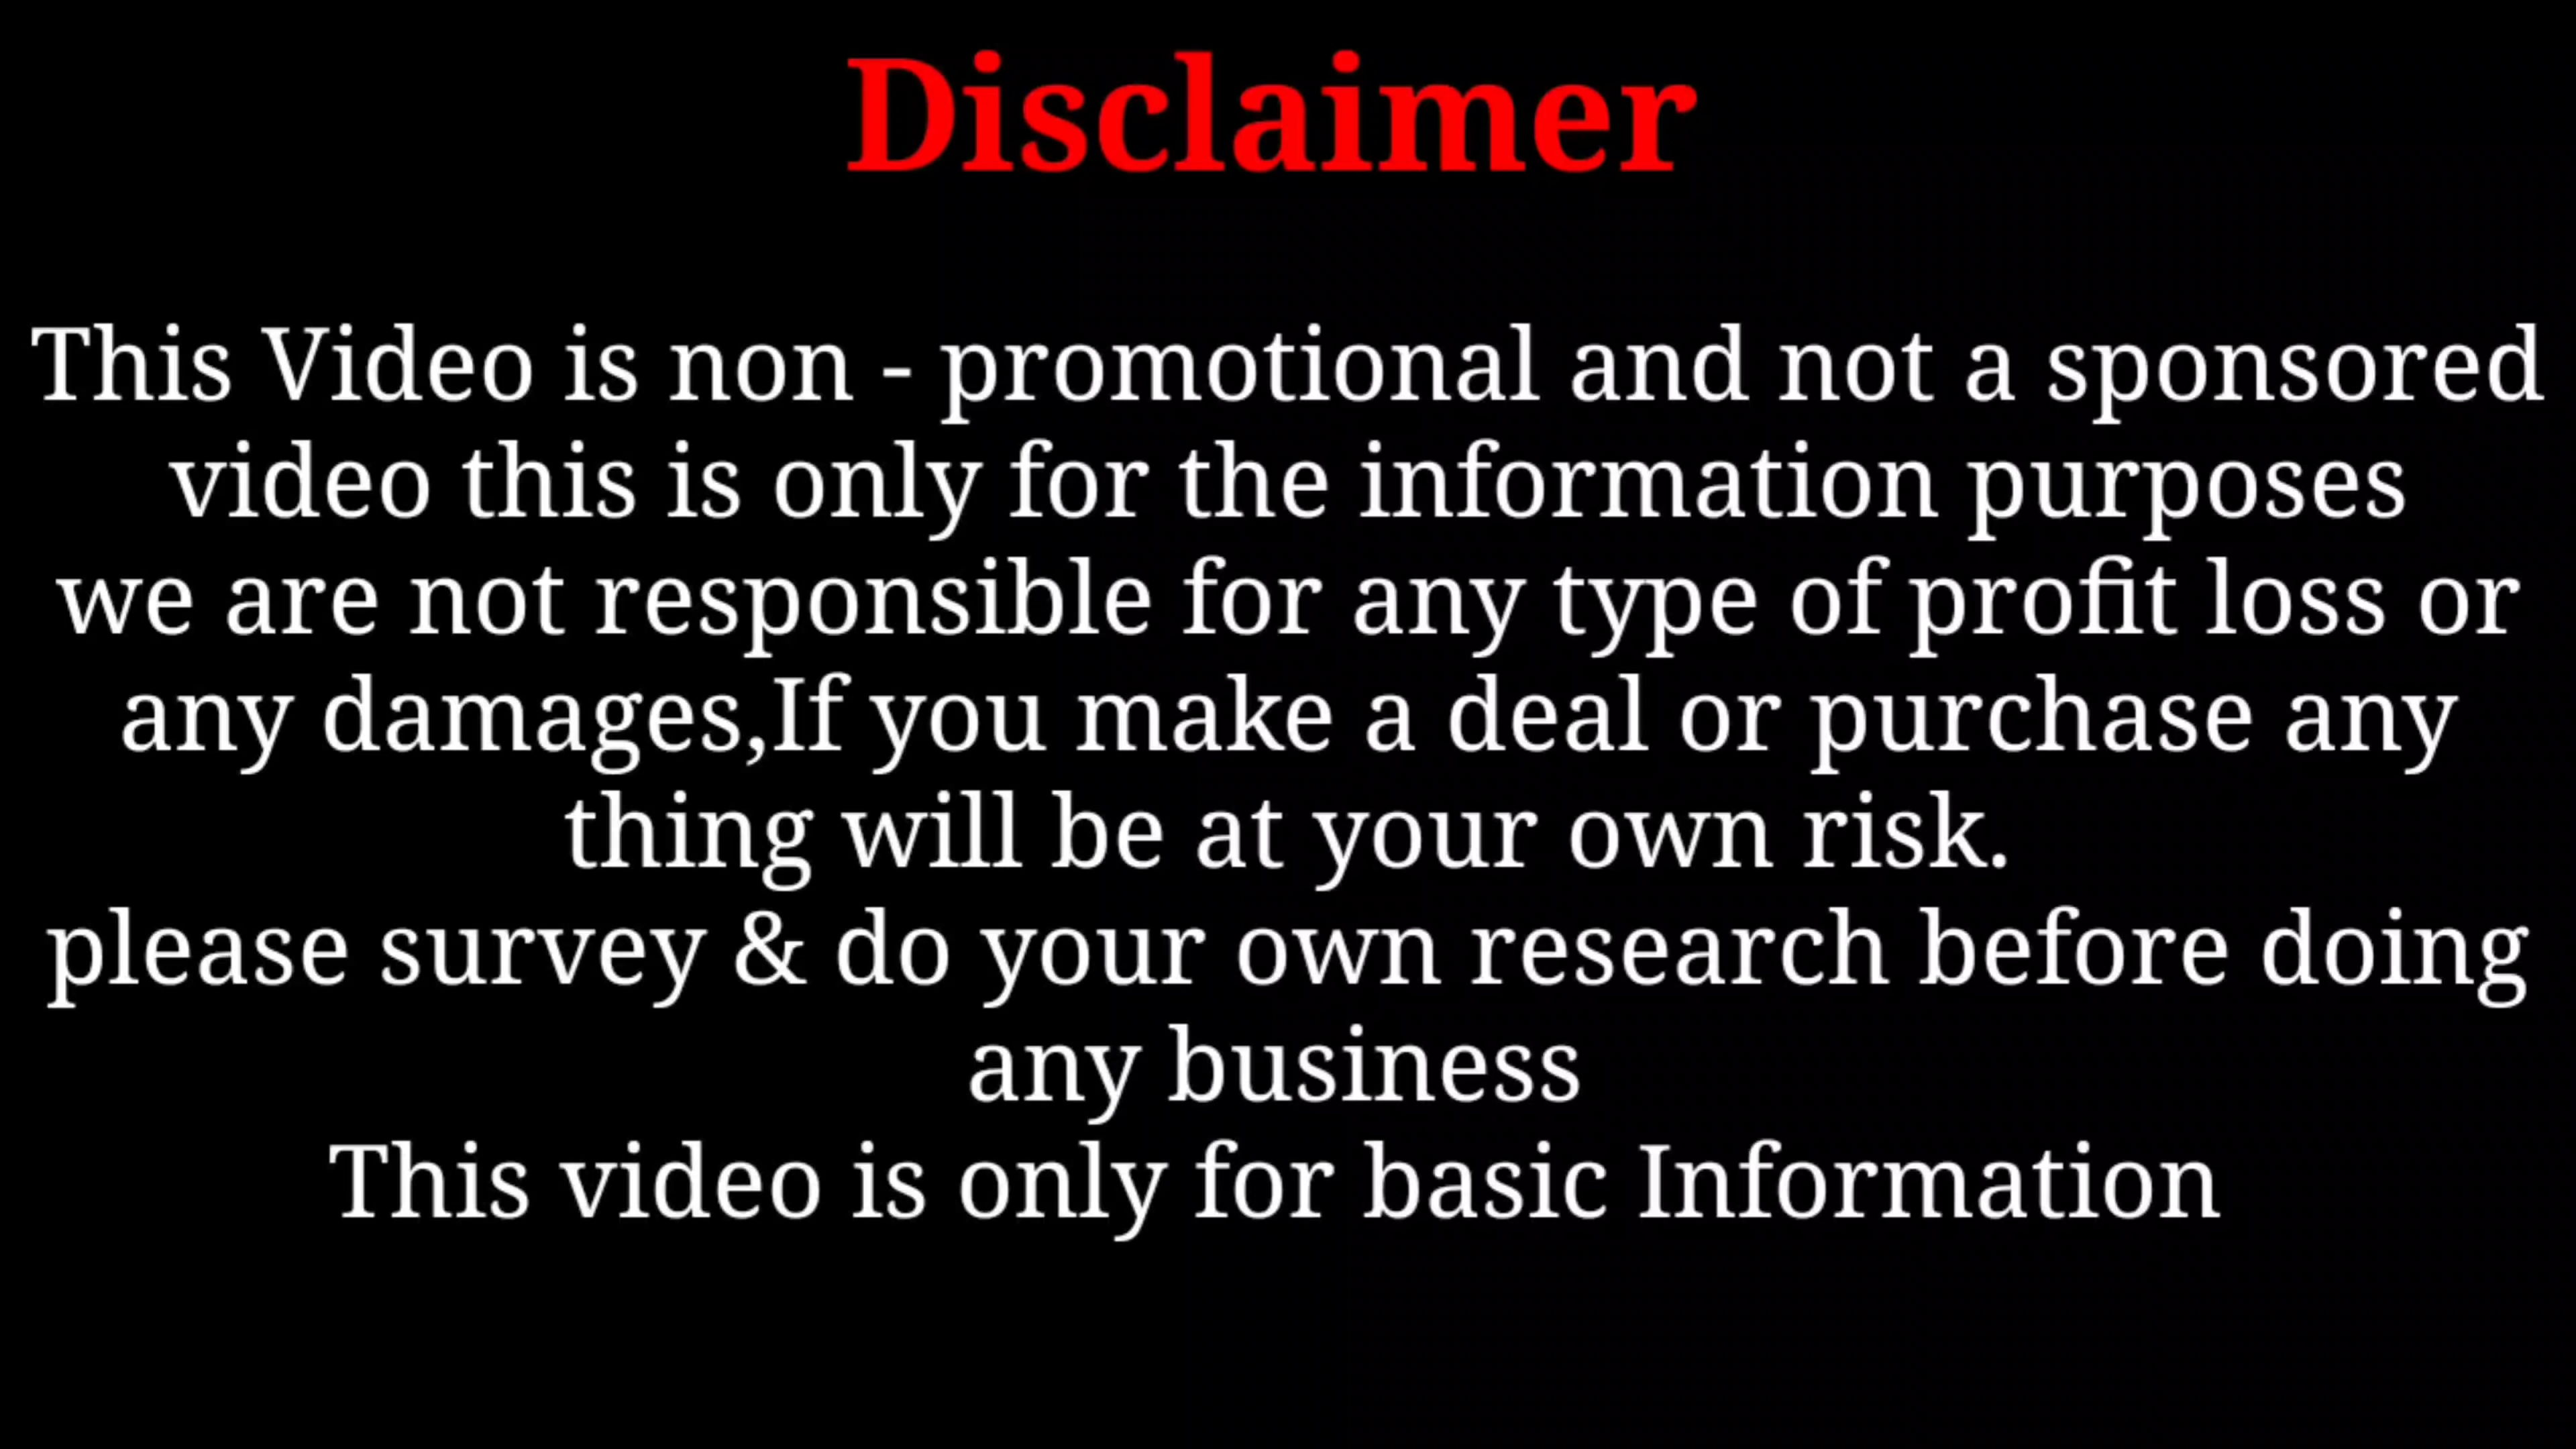 Disclaimer
This Video is non - promotional and not a sponsored
video this is only for the information purposes
we are not responsible for any type of profit loss or
any damages,If you make a deal or purchase any
thing will be at your own risk.
please survey & do your own research before doing
any business
This video is only for basic Information